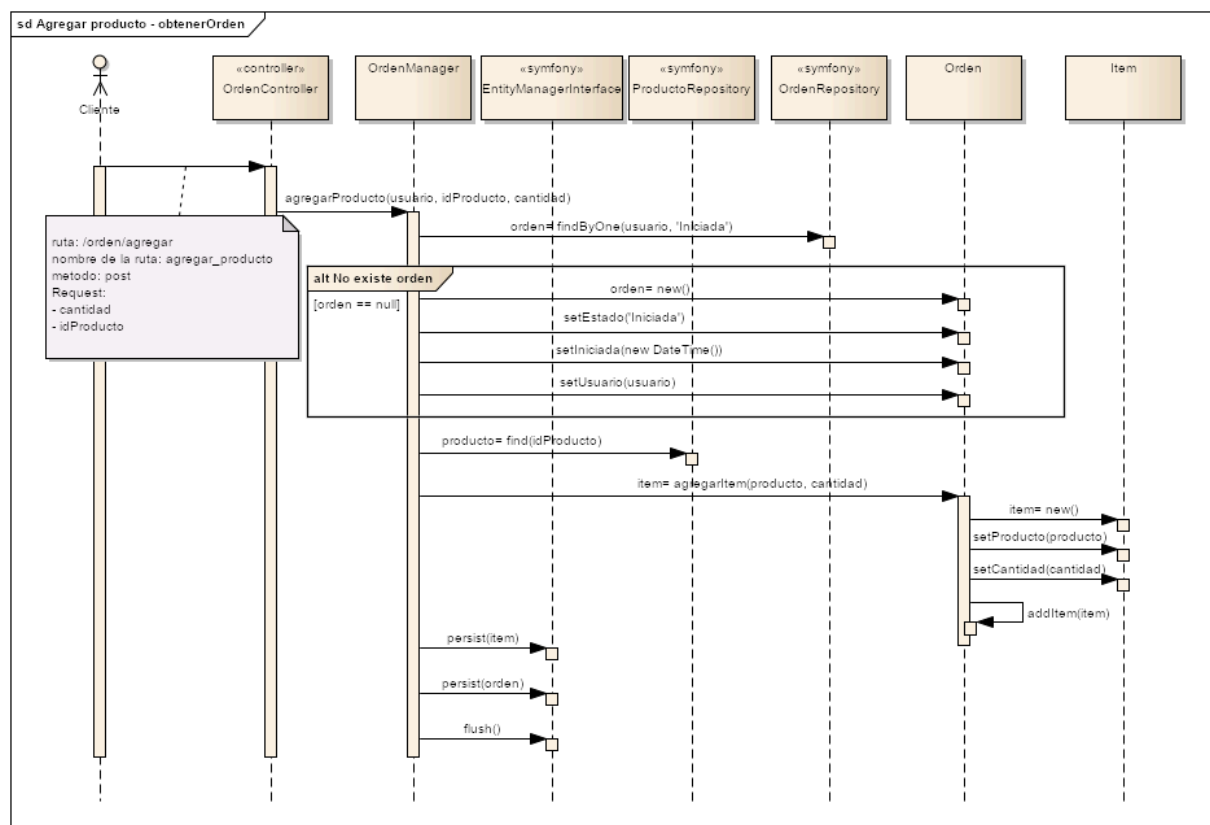 sd Agregar producto - obtenerOrden
Cliente
«controller»
OrdenController
OrdenManager
«symfony»
EntityManagerInterface
«symfony»
ProductoRepository
«symfony»
OrdenRepository
Orden
Item
agregarProducto(usuario, idProducto, cantidad)
ruta: /orden/agregar
nombre de la ruta: agregar_producto
metodo: post
Request:
- cantidad
- idProducto
orden= findByOne(usuario, 'Iniciada')
alt No existe orden
[orden == null]
orden= new()
setEstado('Iniciada')
setIniciada(new DateTime())
setUsuario(usuario)
producto= find(idProducto)
item= agregarItem(producto, cantidad)
item= new()
setProducto(producto)
setCantidad(cantidad)
addItem(item)
persist(item)
persist(orden)
flush()